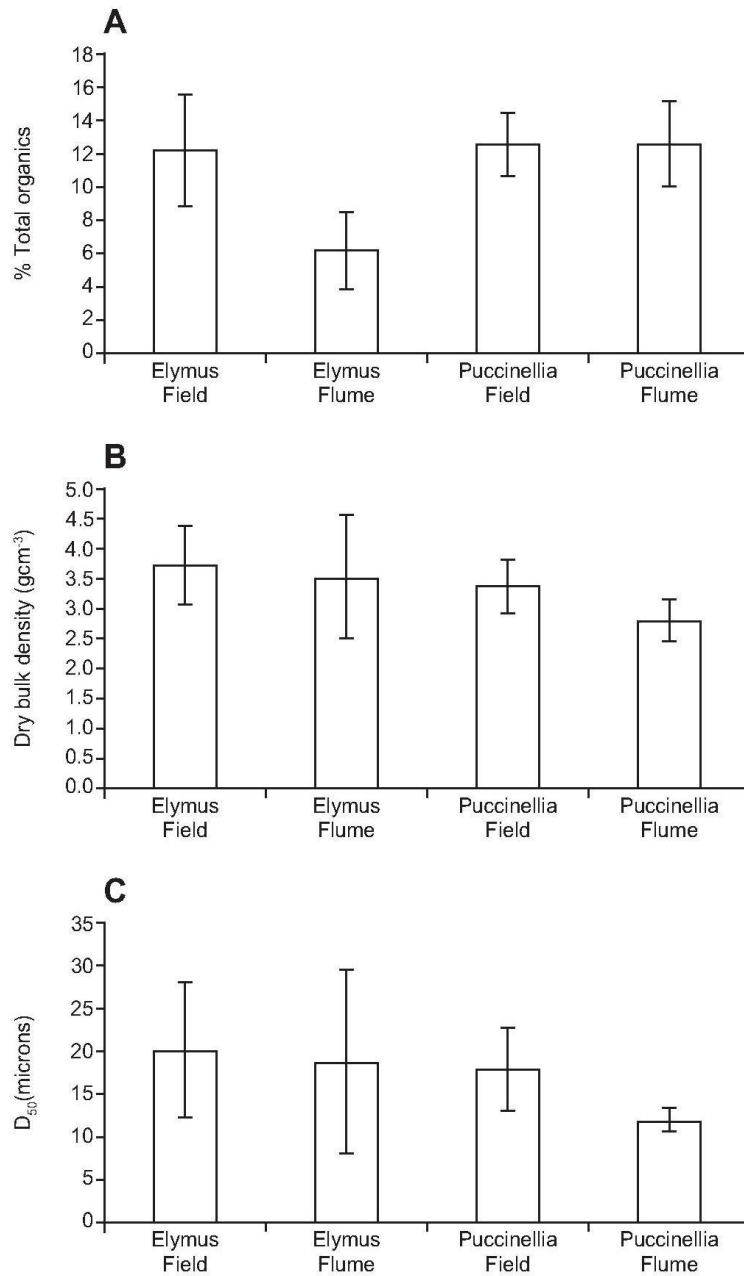 A
% Total organics
18
16
14
12
10
8
6
4
2
0
Elymus Field
Elymus Flume
Puccinellia Field
Puccinellia Flume
B
Dry bulk density (gcm⁻³)
5.0
4.5
4.0
3.5
3.0
2.5
2.0
1.5
1.0
0.5
0.0
Elymus Field
Elymus Flume
Puccinellia Field
Puccinellia Flume
C
D₅₀(microns)
35
30
25
20
15
10
5
0
Elymus Field
Elymus Flume
Puccinellia Field
Puccinellia Flume